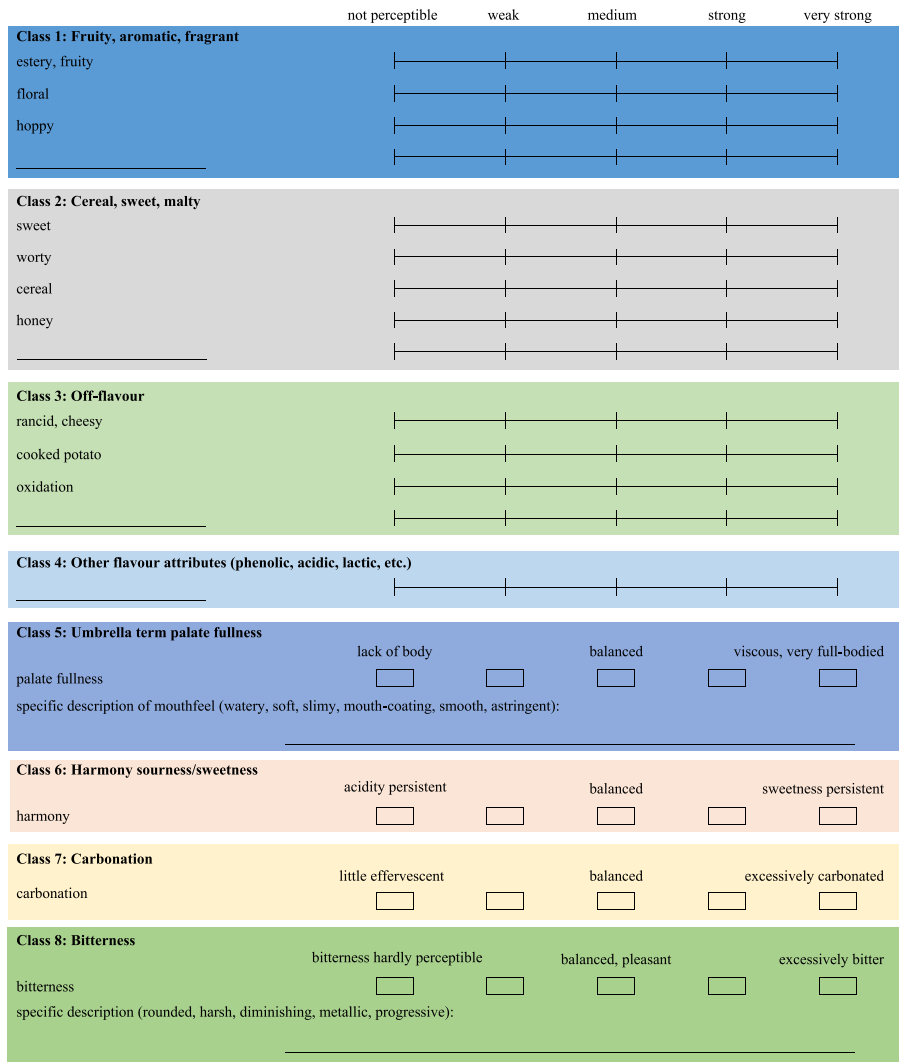 not perceptible weak medium strong very strong
Class 1: Fruity, aromatic, fragrant
estery, fruity
floral
hoppy
Class 2: Cereal, sweet, malty
sweet
worty
cereal
honey
Class 3: Off-flavour
rancid, cheesy
cooked potato
oxidation
Class 4: Other flavour attributes (phenolic, acidic, lactic, etc.)
Class 5: Umbrella term palate fullness
lack of body balanced viscous, very full-bodied
palate fullness
specific description of mouthfeel (watery, soft, slimy, mouth-coating, smooth, astringent):
Class 6: Harmony sourness/sweetness
acidity persistent balanced sweetness persistent
harmony
Class 7: Carbonation
little effervescent balanced excessively carbonated
carbonation
Class 8: Bitterness
bitterness hardly perceptible balanced, pleasant excessively bitter
bitterness
specific description (rounded, harsh, diminishing, metallic, progressive):